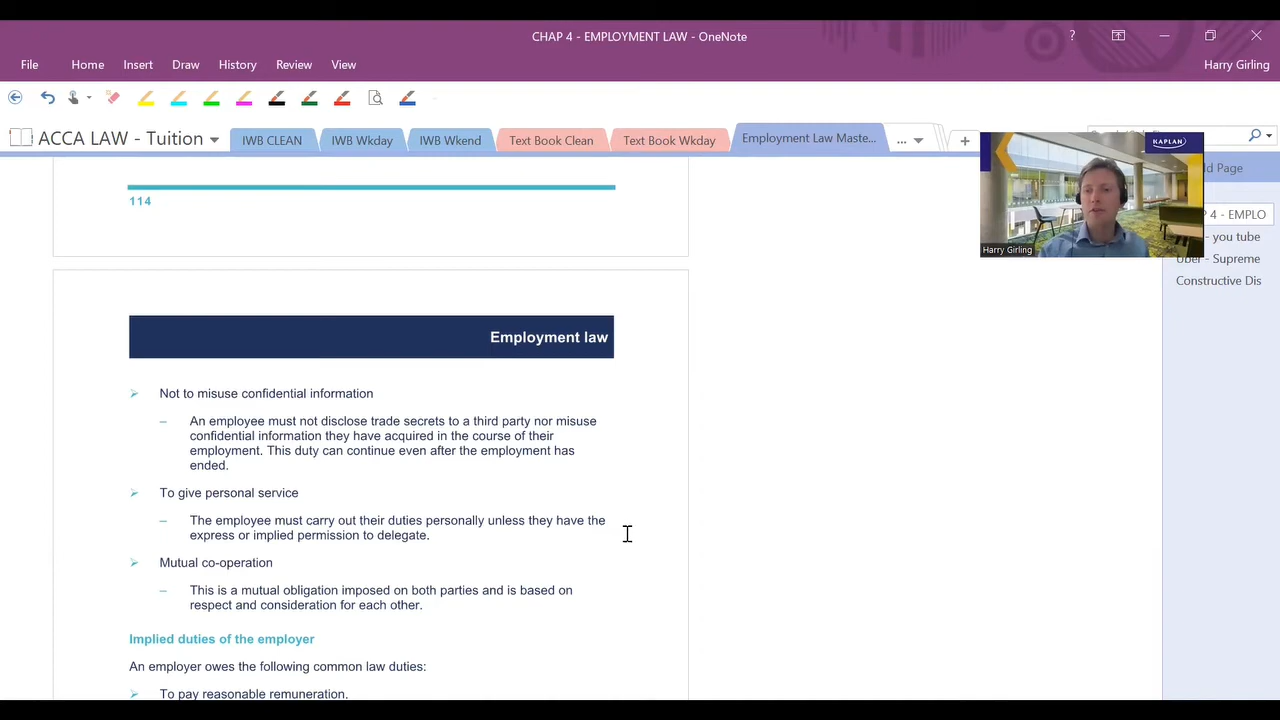 CHAP 4 - EMPLOYMENT LAW - OneNote
?
File Home Insert Draw History Review View
Harry Girling
ACCA LAW - Tuition
IWB CLEAN
IWB Wkday
IWB Wkend
Text Book Clean
Text Book Wkday
Employment Law Maste...
...
KAPLAN
Harry Girling
d Page
P 4 - EMPLO
- you tube
Uber - Supreme
Constructive Dis
114
Employment law
➢ Not to misuse confidential information
– An employee must not disclose trade secrets to a third party nor misuse
confidential information they have acquired in the course of their
employment. This duty can continue even after the employment has
ended.
➢ To give personal service
– The employee must carry out their duties personally unless they have the
express or implied permission to delegate.
➢ Mutual co-operation
– This is a mutual obligation imposed on both parties and is based on
respect and consideration for each other.
Implied duties of the employer
An employer owes the following common law duties:
➢ To pay reasonable remuneration.